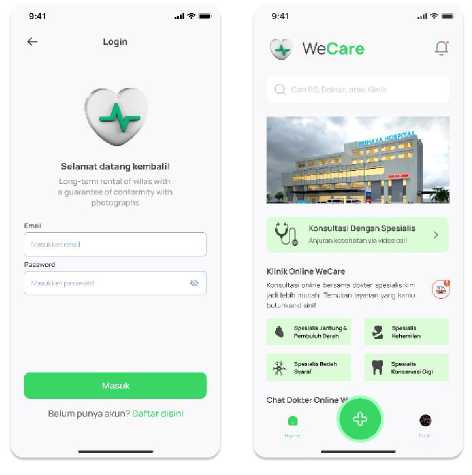 9:41
Login
Selamat datang kembali!
Long-term rental of villas with
a guarantee of conformity with
photographs
Email
Masukkan email
Password
Masukkan password
Masuk
Belum punya akun? Daftar disini
9:41
WeCare
Cari RS, Dokter, atau Klinik
HOSPITAL
Konsultasi Dengan Spesialis
Anjuran kesehatan via video call
Klinik Online WeCare
Konsultasi online bersama dokter spesialis kini
jadi lebih mudah. Temukan layanan yang kamu
butuhkan disini!
Spesialis Jantung &
Pembuluh Darah
Spesialis
Kehamilan
Spesialis Bedah
Syaraf
Spesialis
Konservasi Gigi
Chat Dokter Online W